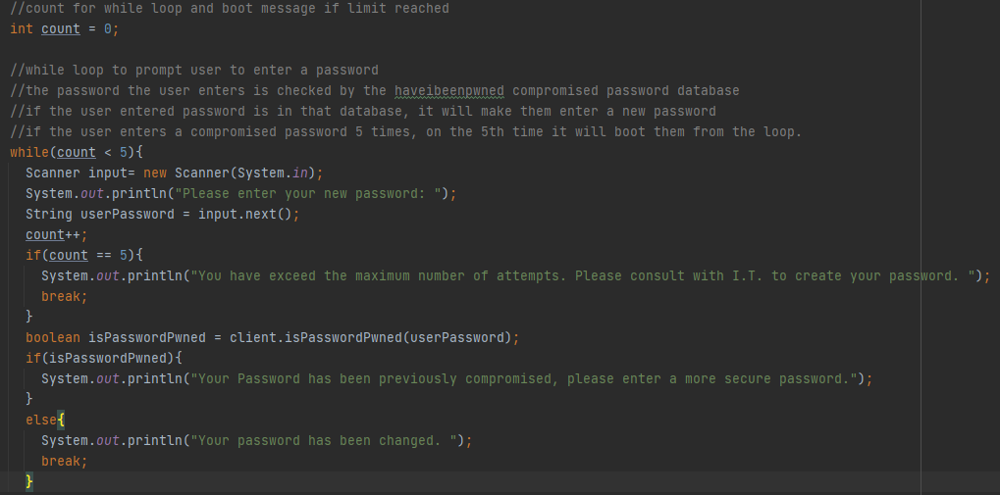 //count for while loop and boot message if limit reached
int count = 0;
//while loop to prompt user to enter a password
//the password the user enters is checked by the haveibeenpwned compromised password database
//if the user entered password is in that database, it will make them enter a new password
//if the user enters a compromised password 5 times, on the 5th time it will boot them from the loop.
while(count < 5){
  Scanner input= new Scanner(System.in);
  System.out.println("Please enter your new password: ");
  String userPassword = input.next();
  count++;
  if(count == 5){
    System.out.println("You have exceed the maximum number of attempts. Please consult with I.T. to create your password. ");
    break;
  }
  boolean isPasswordPwned = client.isPasswordPwned(userPassword);
  if(isPasswordPwned){
    System.out.println("Your Password has been previously compromised, please enter a more secure password.");
  }
  else{
    System.out.println("Your password has been changed. ");
    break;
  }